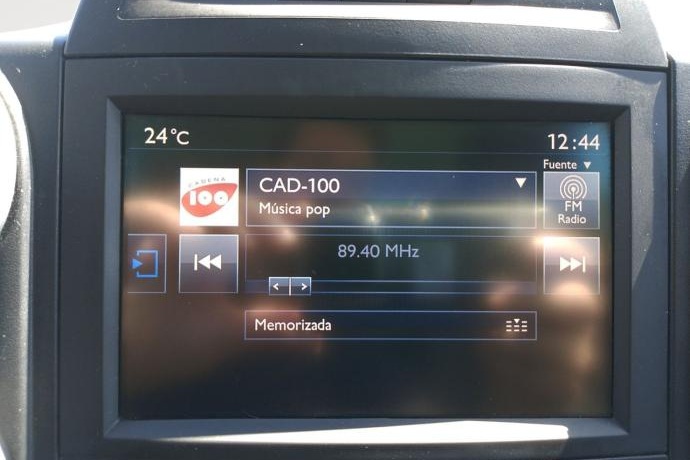 24°C
12:44
Fuente ▼
CADENA
100
CAD-100
Música pop
FM
Radio
89.40 MHz
Memorizada